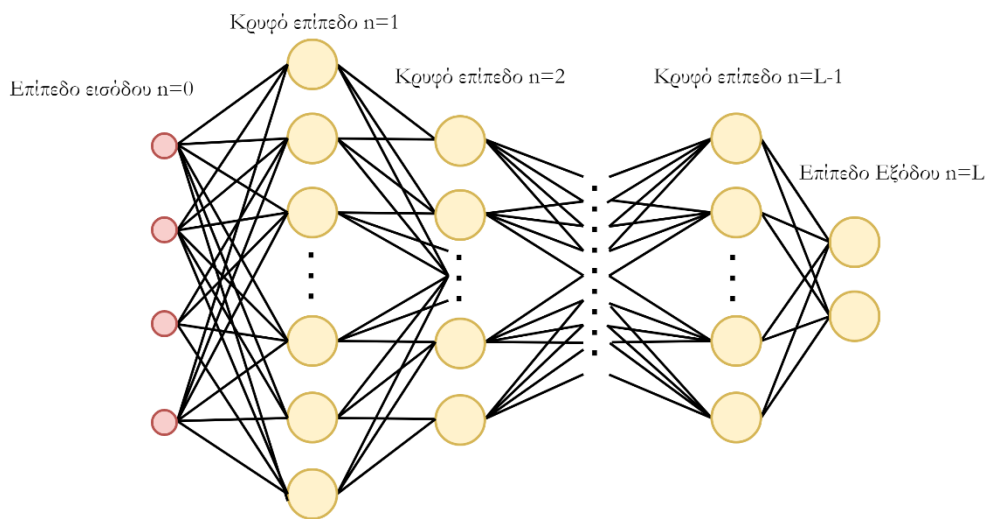 Κρυφό επίπεδο n=1
Επίπεδο εισόδου n=0
Κρυφό επίπεδο n=2
Κρυφό επίπεδο n=L-1
Επίπεδο Εξόδου n=L